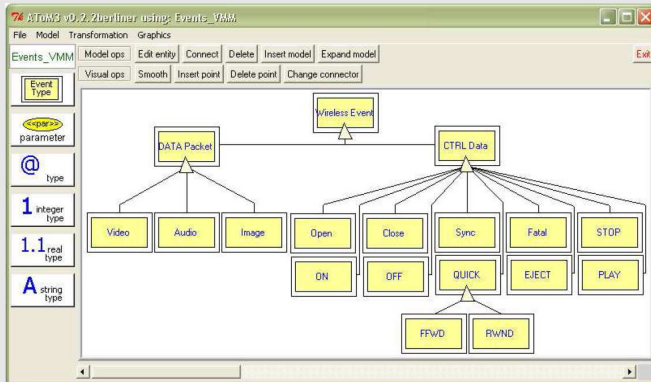 AToM3 v0.2.2berliner using: Events_VMM
File Model Transformation Graphics
Events_VMM
Model ops Edit entity Connect Delete Insert model Expand model
Exit
Visual ops Smooth Insert point Delete point Change connector
Event
Type
<<par>>
parameter
@ type
1 integer
type
1.1 real
type
A string
type
Wireless Event
DATA Packet
CTRL Data
Video Audio Image Open Close Sync Fatal STOP
ON OFF QUICK EJECT PLAY
FFWD RWND